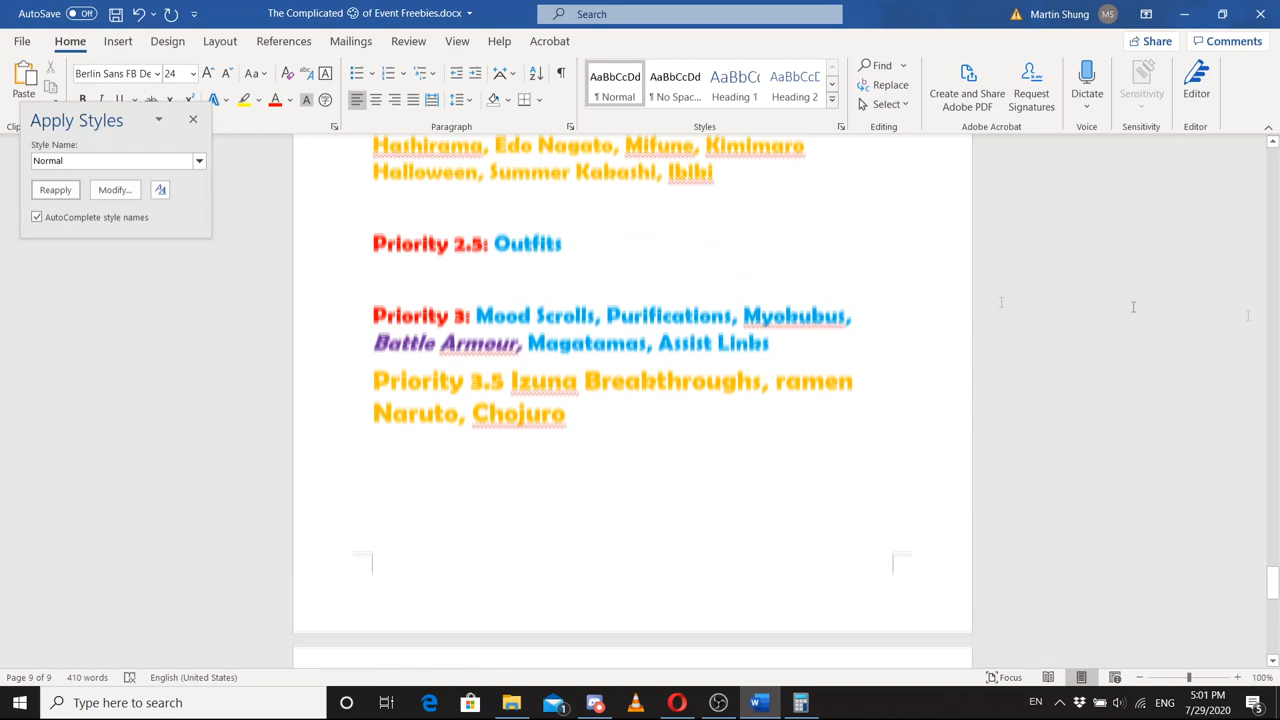 AutoSave Off The Complicated of Event Freebies.docx Search Martin Shung MS
File Home Insert Design Layout References Mailings Review View Help Acrobat Share Comments
Paste Berlin Sans FB De 24 Aa AaBbCcDd AaBbCcDd AaBbCc AaBbCcD Find Replace Select
¶ Normal ¶ No Spac... Heading 1 Heading 2 Create and Share Adobe PDF Request Signatures Dictate Sensitivity Editor
Paragraph Styles Editing Adobe Acrobat Voice Sensitivity Editor
Apply Styles
Style Name:
Normal
Reapply Modify...
AutoComplete style names
Hashirama, Edo Nagato, Mifune, Kimimaro
Halloween, Summer Kakashi, Ibiki
Priority 2.5: Outfits
Priority 3: Mood Scrolls, Purifications, Myobubus,
Battle Armour, Magatamas, Assist Links
Priority 3.5 Izuna Breakthroughs, ramen
Naruto, Chojuro
Page 9 of 9 410 words English (United States) Focus 100%
Type here to search EN ENG 5:01 PM
7/29/2020